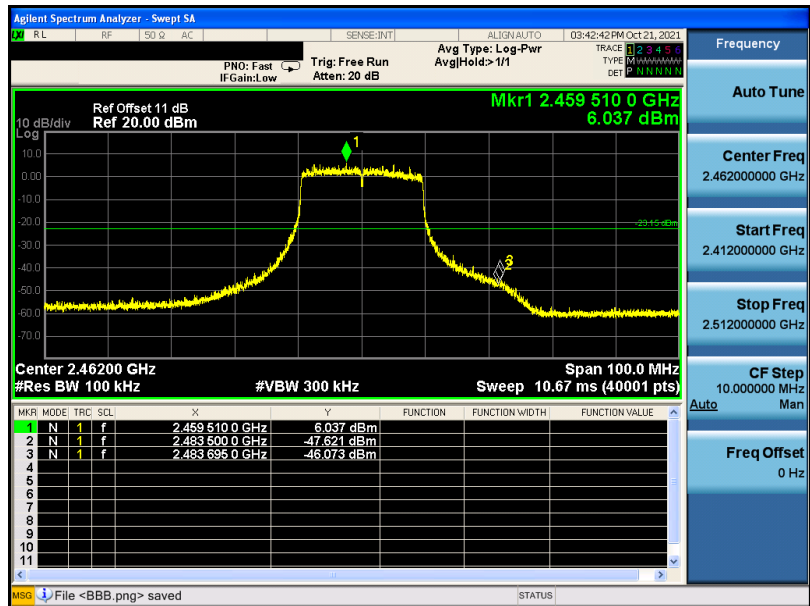 Agilent Spectrum Analyzer - Swept SA
LXI RL RF 50 Ω AC SENSE:INT ALIGN AUTO 03:42:42 PM Oct 21, 2021
PNO: Fast
IFGain:Low
Trig: Free Run
Atten: 20 dB
Avg Type: Log-Pwr
Avg|Hold:>1/1
TRACE 1 2 3 4 5 6
TYPE M WWWWW
DET P N N N N N
Ref Offset 11 dB
10 dB/div Ref 20.00 dBm
Log
Mkr1 2.459 510 0 GHz
6.037 dBm
1
10.0
0.00
-10.0
-20.0
-23.15 dBm
-30.0
-40.0
3
2
-50.0
-60.0
-70.0
Center 2.46200 GHz Span 100.0 MHz
#Res BW 100 kHz #VBW 300 kHz Sweep 10.67 ms (40001 pts)
MKR MODE TRC SCL X Y FUNCTION FUNCTION WIDTH FUNCTION VALUE
1 N 1 f 2.459 510 0 GHz 6.037 dBm
2 N 1 f 2.483 500 0 GHz -47.621 dBm
3 N 1 f 2.483 695 0 GHz -46.073 dBm
4
5
6
7
8
9
10
11
MSG File <BBB.png> saved STATUS
Frequency
Auto Tune
Center Freq
2.462000000 GHz
Start Freq
2.412000000 GHz
Stop Freq
2.512000000 GHz
CF Step
10.000000 MHz
Auto Man
Freq Offset
0 Hz